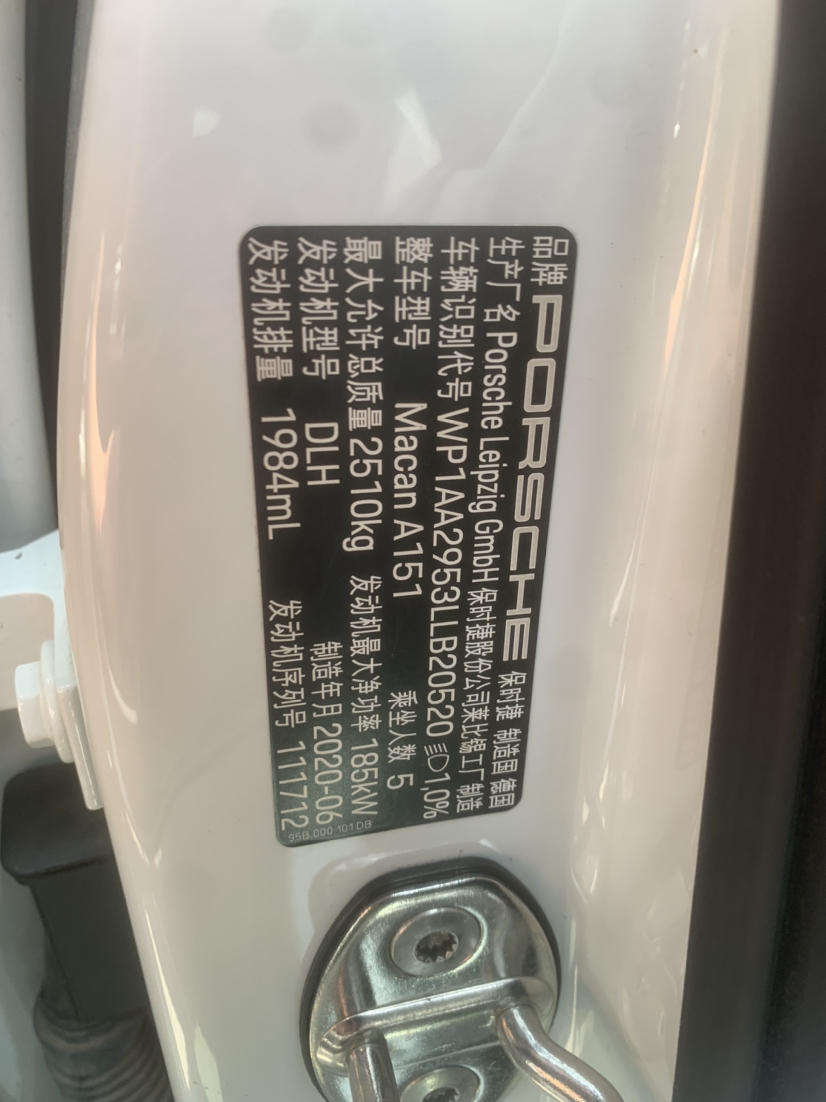 品牌 PORSCHE 保时捷 制造国 德国
生产厂名 Porsche Leipzig GmbH 保时捷股份公司莱比锡工厂 制造
车辆识别代号 WP1AA2953LLB20520 1,0%
整车型号 Macan A151 乘坐人数 5
最大允许总质量 2510kg 发动机最大净功率 185kW
发动机型号 DLH 制造年月 2020-06
发动机排量 1984mL 发动机序列号 111712
95B.000 101 DB